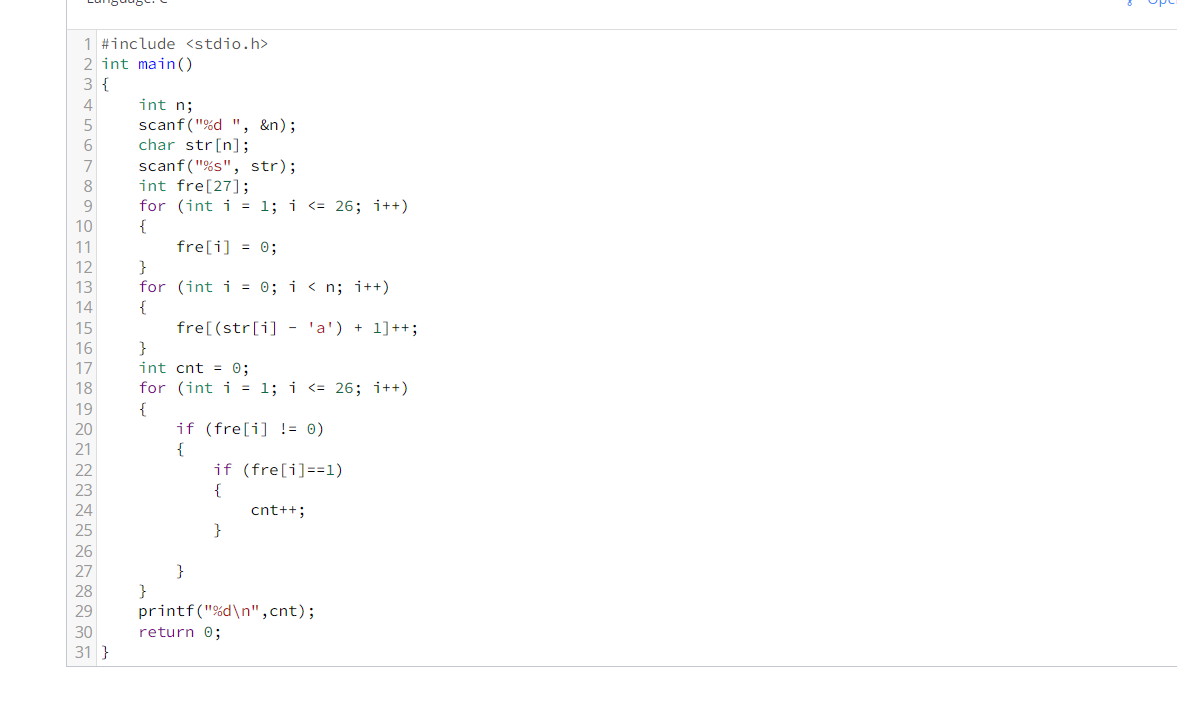 Language: C
Ope
1 #include <stdio.h>
2 int main()
3 {
4     int n;
5     scanf("%d ", &n);
6     char str[n];
7     scanf("%s", str);
8     int fre[27];
9     for (int i = 1; i <= 26; i++)
10     {
11         fre[i] = 0;
12     }
13     for (int i = 0; i < n; i++)
14     {
15         fre[(str[i] - 'a') + 1]++;
16     }
17     int cnt = 0;
18     for (int i = 1; i <= 26; i++)
19     {
20         if (fre[i] != 0)
21         {
22             if (fre[i]==1)
23             {
24                 cnt++;
25             }
26
27         }
28     }
29     printf("%d\n",cnt);
30     return 0;
31 }